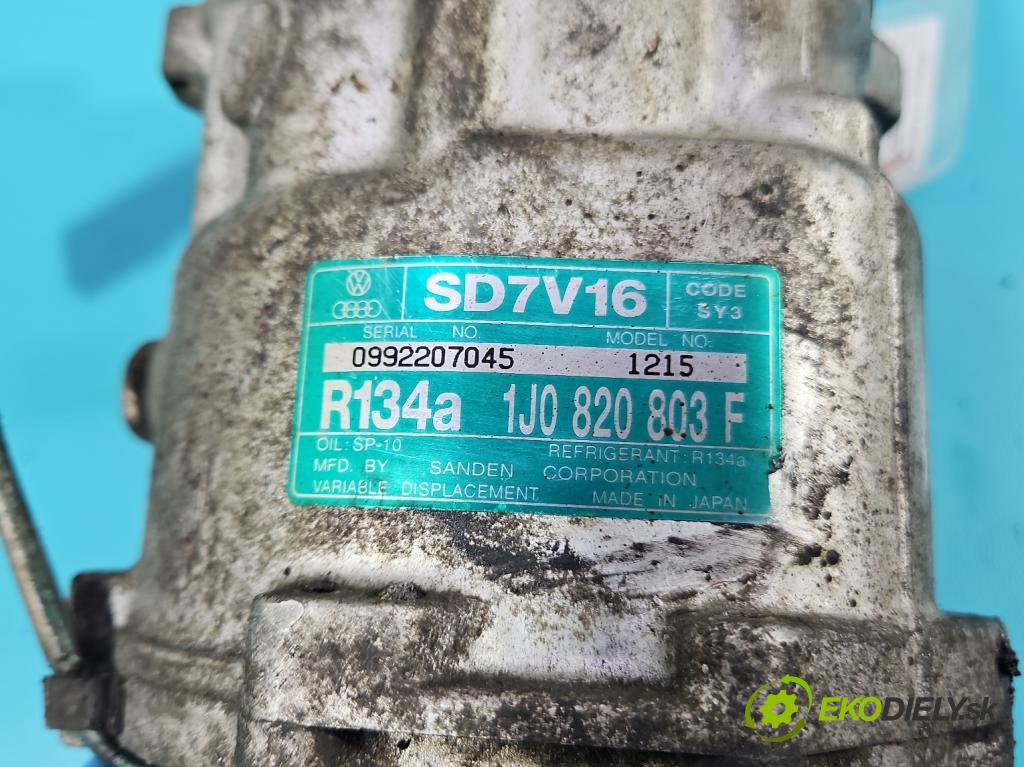 SD7V16 CODE
SY3
SERIAL NO. MODEL NO.
0992207045 1215
R134a 1J0 820 803 F
OIL: SP-10 REFRIGERANT: R134a
MFD. BY SANDEN CORPORATION
VARIABLE DISPLACEMENT MADE IN JAPAN
EKODIELY.sk